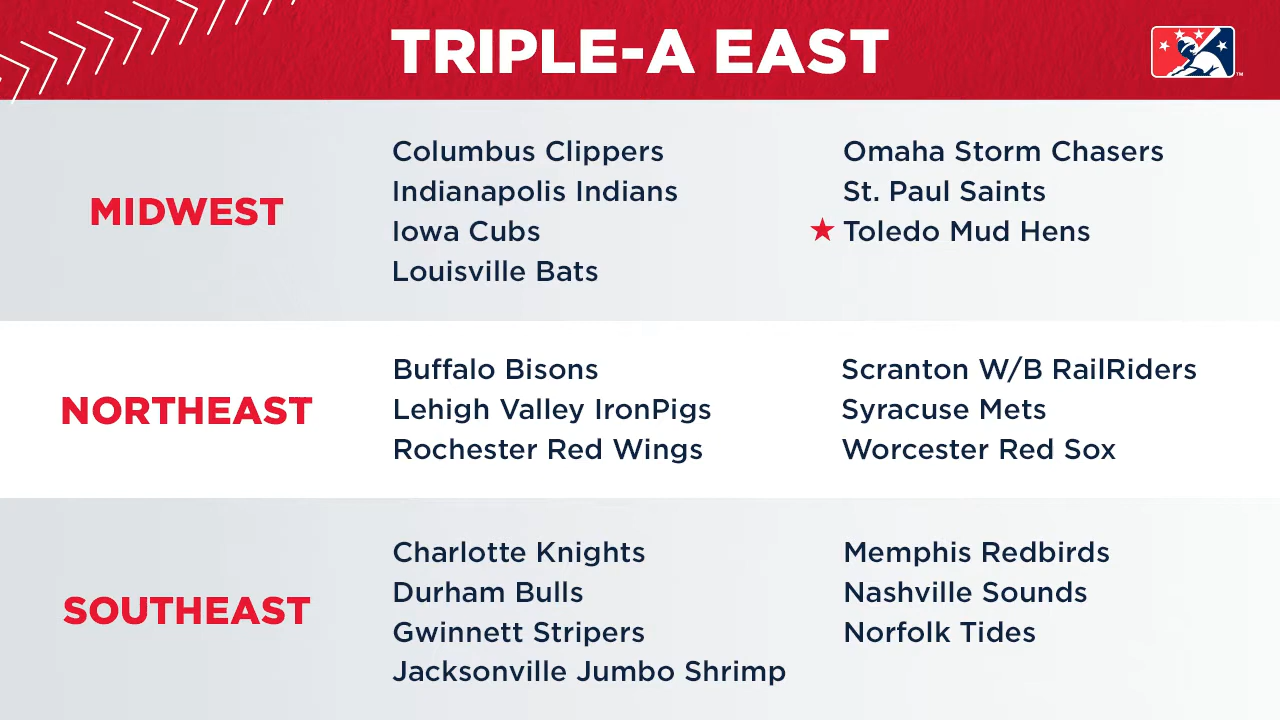 TRIPLE-A EAST
TM
MIDWEST
Columbus Clippers
Indianapolis Indians
Iowa Cubs
Louisville Bats
Omaha Storm Chasers
St. Paul Saints
★ Toledo Mud Hens
NORTHEAST
Buffalo Bisons
Lehigh Valley IronPigs
Rochester Red Wings
Scranton W/B RailRiders
Syracuse Mets
Worcester Red Sox
SOUTHEAST
Charlotte Knights
Durham Bulls
Gwinnett Stripers
Jacksonville Jumbo Shrimp
Memphis Redbirds
Nashville Sounds
Norfolk Tides